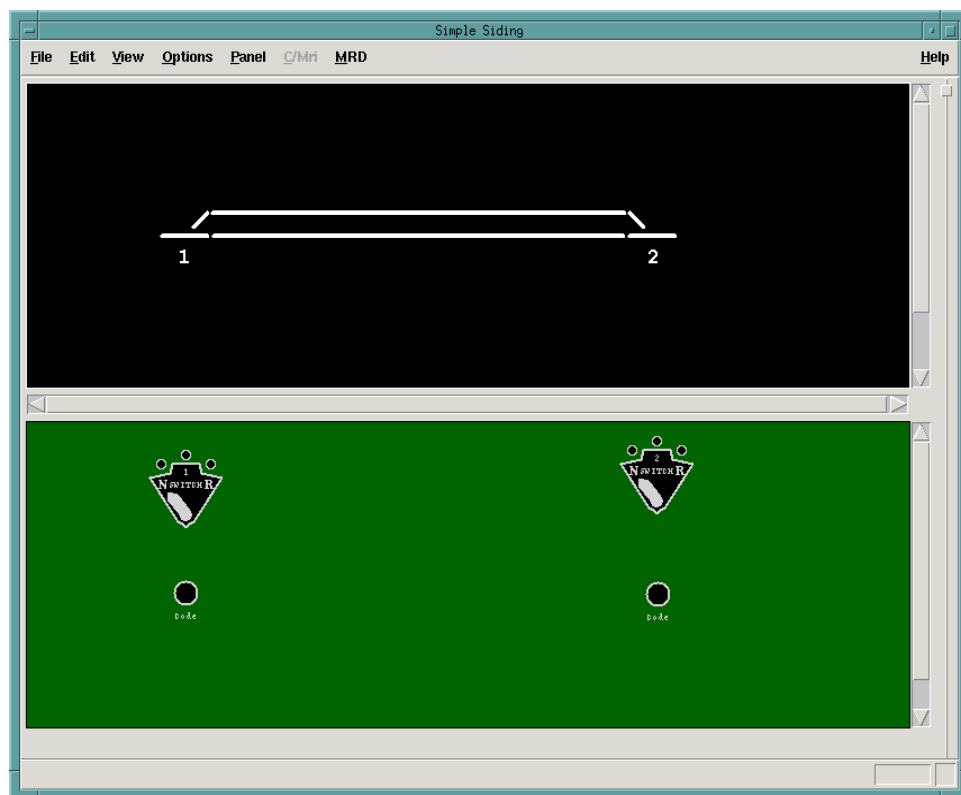 Simple Siding
File Edit View Options Panel C/Mri MRD Help
1 2
1 2
N SWITCH R N SWITCH R
Code Code